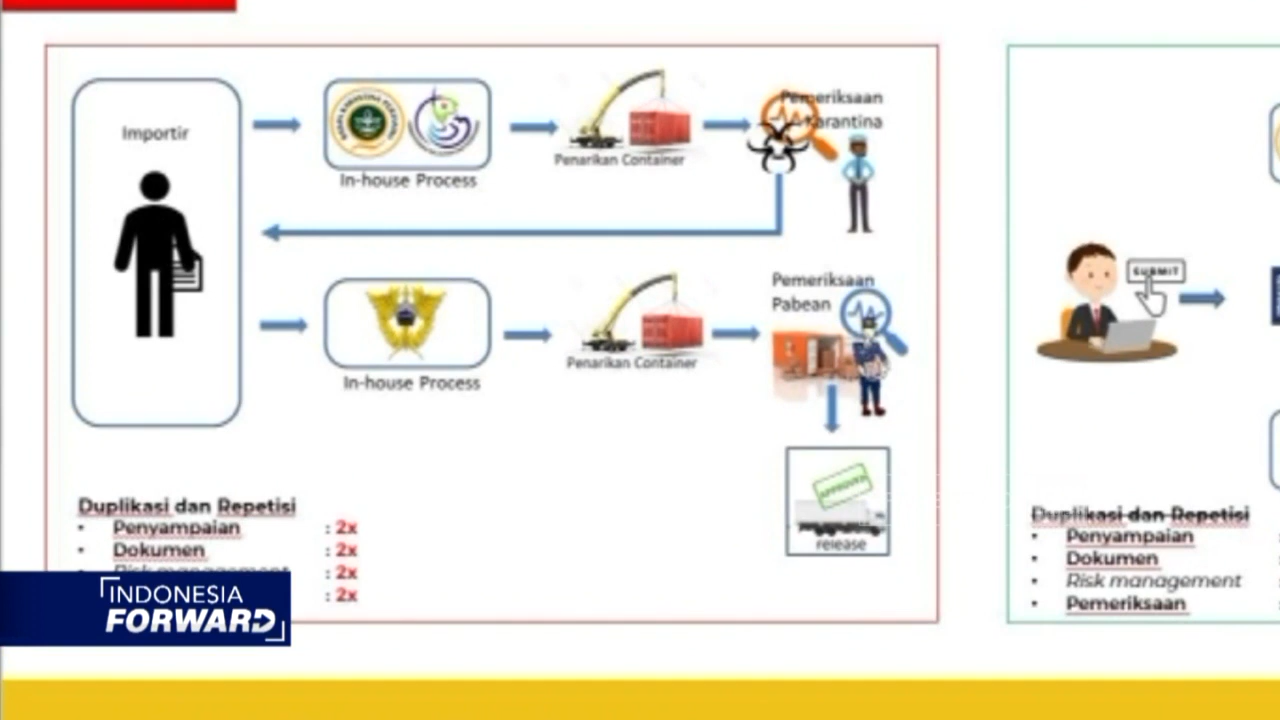 Importir
In-house Process
Penarikan Container
Pemeriksaan
Karantina
In-house Process
Penarikan Container
Pemeriksaan
Pabean
APPROVED
release
Duplikasi dan Repetisi
• Penyampaian : 2x
• Dokumen : 2x
: 2x
: 2x
INDONESIA
FORWARD
SUBMIT
Duplikasi dan Repetisi
• Penyampaian :
• Dokumen :
• Risk management :
• Pemeriksaan :